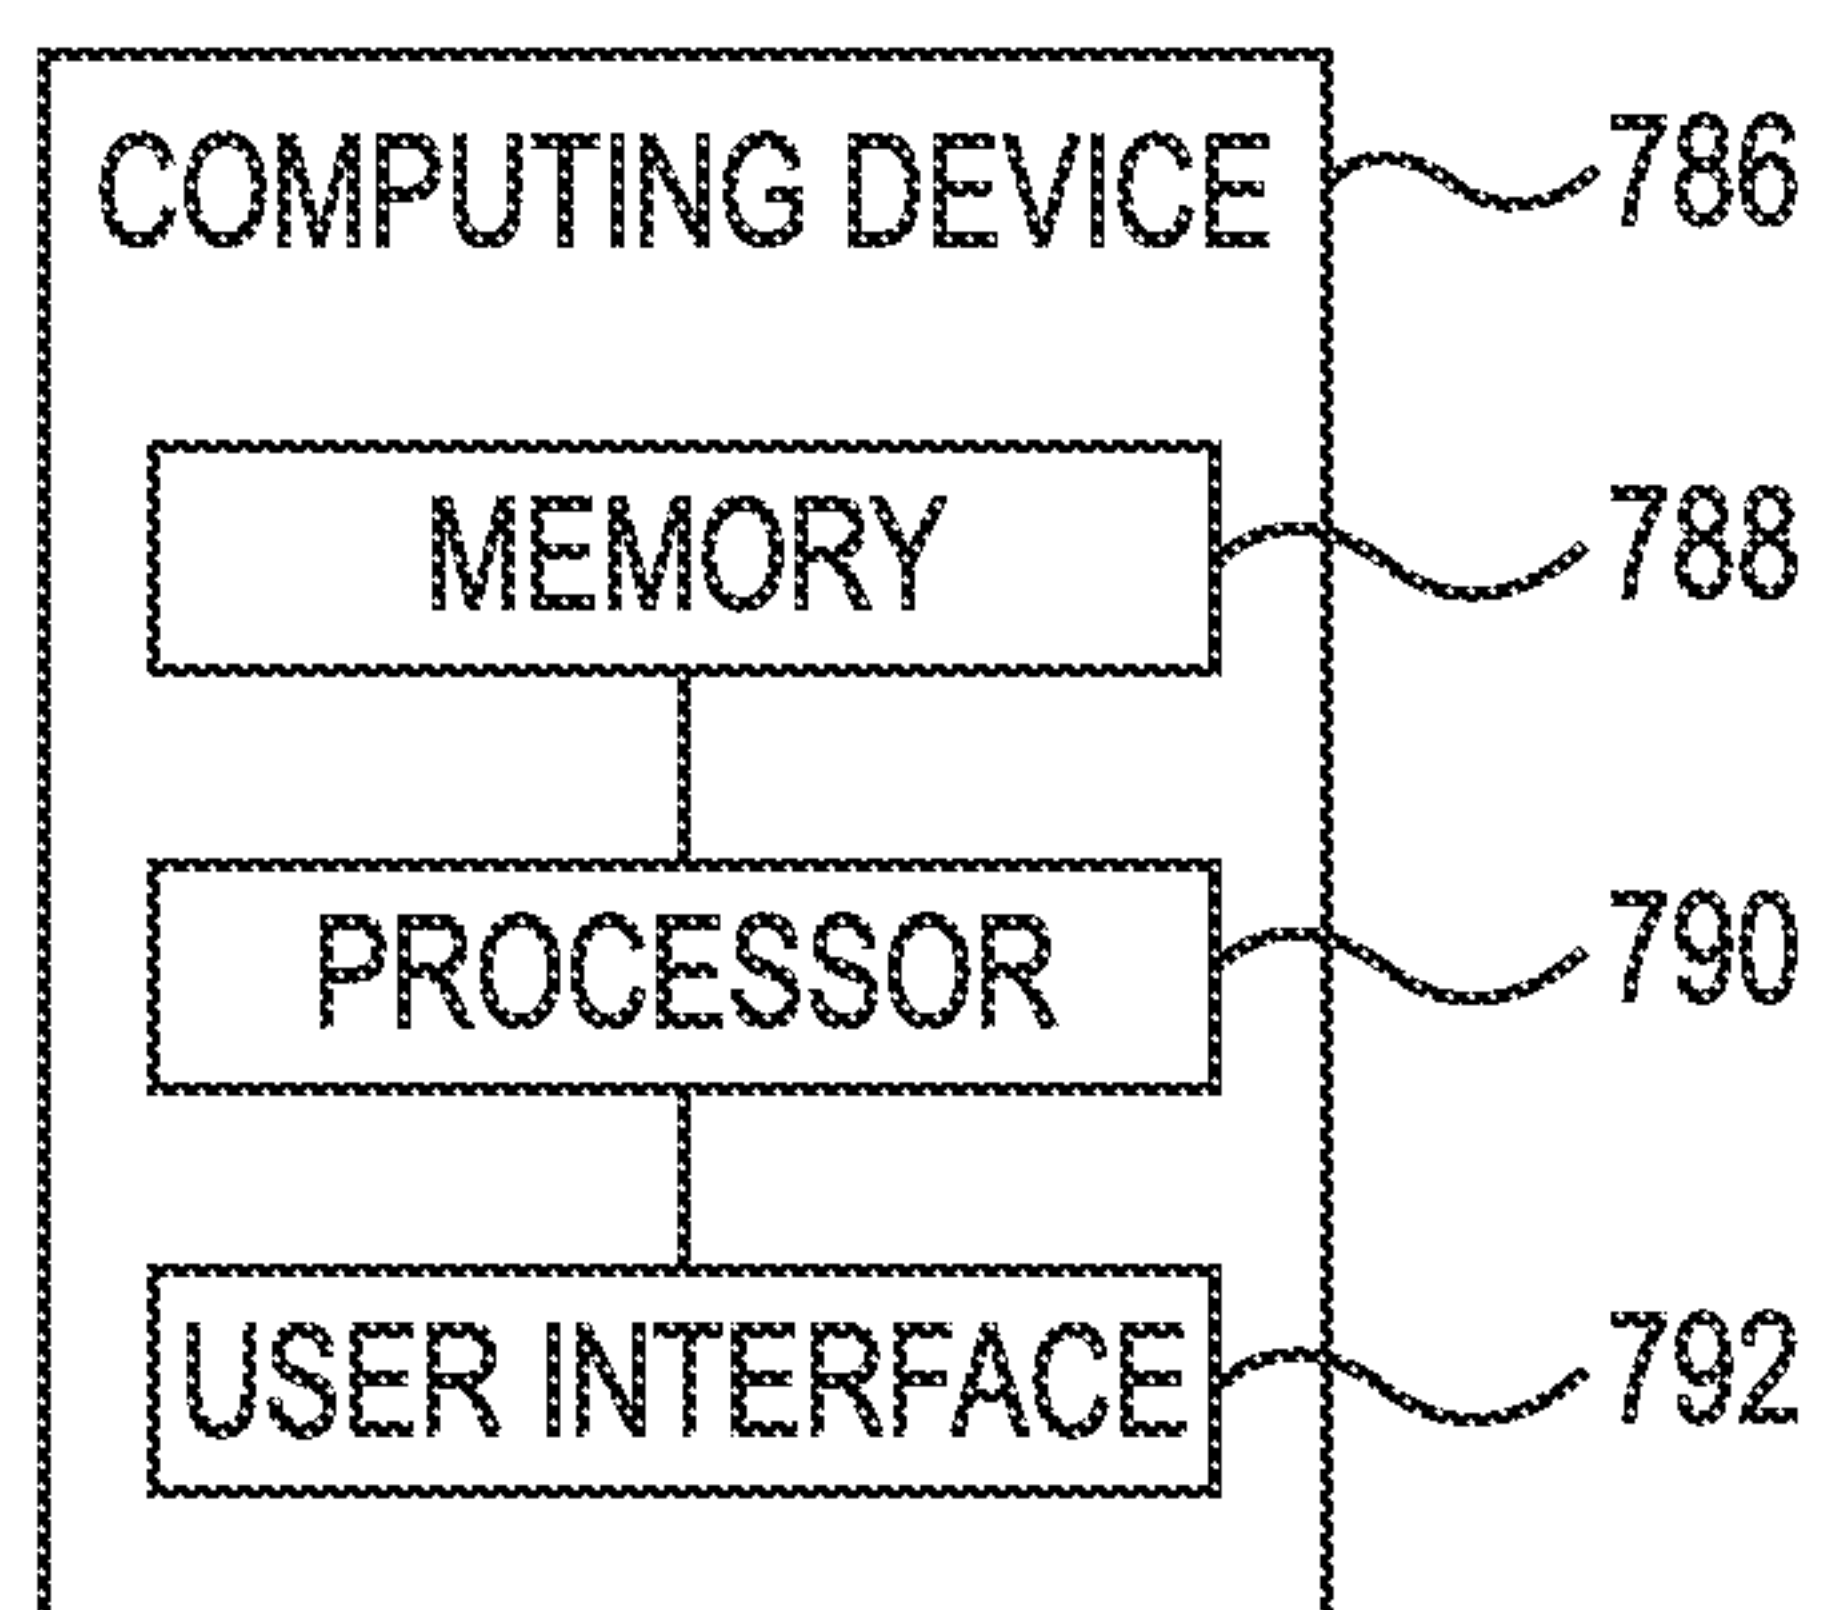 COMPUTING DEVICE 786
MEMORY 788
PROCESSOR 790
USER INTERFACE 792